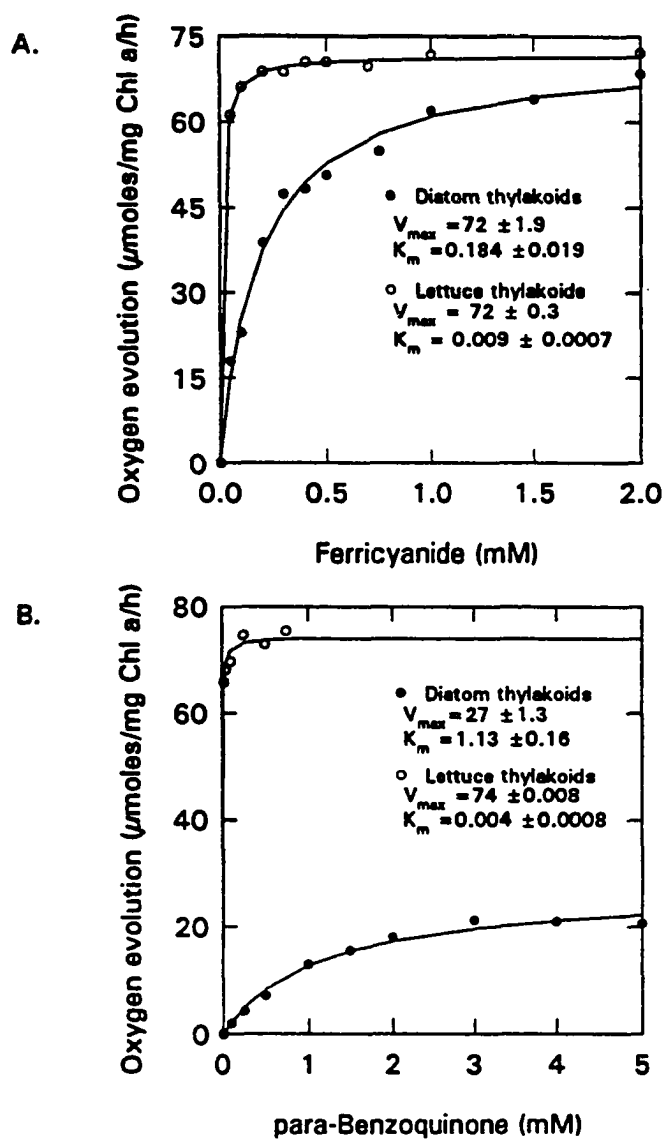 A.
Oxygen evolution (μmoles/mg Chl a/h)
75
60
45
30
15
0
● Diatom thylakoids
Vmax =72 ±1.9
Km =0.184 ±0.019
○ Lettuce thylakoide
Vmax = 72 ± 0.3
Km = 0.009 ± 0.0007
0.0 0.5 1.0 1.5 2.0
Ferricyanide (mM)
B.
Oxygen evolution (μmoles/mg Chl a/h)
80
60
40
20
0
● Diatom thylakoids
Vmax =27 ±1.3
Km =1.13 ±0.16
○ Lettuce thylakoids
Vmax =74 ±0.008
Km =0.004 ±0.0008
0 1 2 3 4 5
para-Benzoquinone (mM)